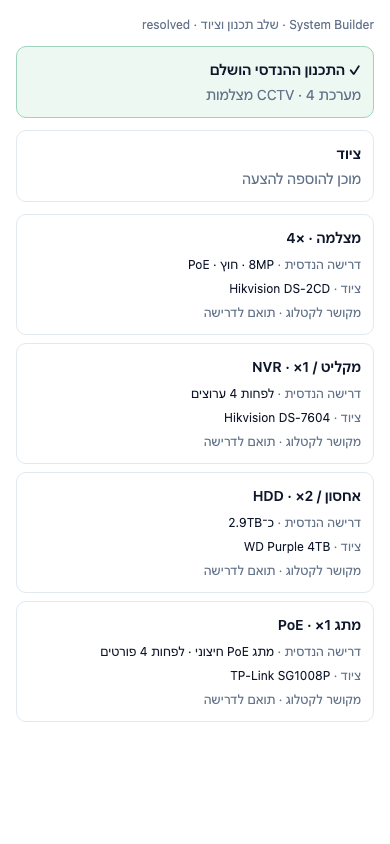 System Builder · שלב תכנון וציוד · resolved
✓ התכנון ההנדסי הושלם
מערכת CCTV · 4 מצלמות
ציוד
מוכן להוספה להצעה
מצלמה · ×4
דרישה הנדסית · 8MP · חוץ · PoE
ציוד · Hikvision DS-2CD
מקושר לקטלוג · תואם לדרישה
מקליט / NVR · ×1
דרישה הנדסית · לפחות 4 ערוצים
ציוד · Hikvision DS-7604
מקושר לקטלוג · תואם לדרישה
אחסון / HDD · ×2
דרישה הנדסית · כ־2.9TB
ציוד · WD Purple 4TB
מקושר לקטלוג · תואם לדרישה
מתג PoE · ×1
דרישה הנדסית · מתג PoE חיצוני · לפחות 4 פורטים
ציוד · TP-Link SG1008P
מקושר לקטלוג · תואם לדרישה